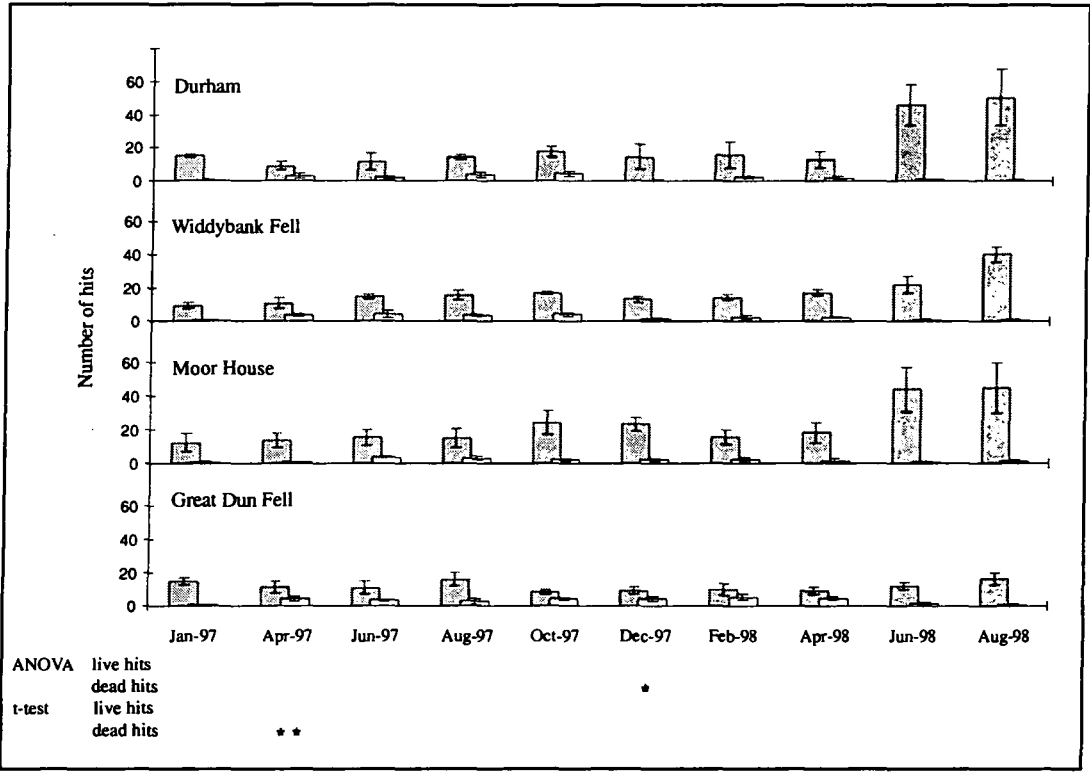 Durham
60
40
20
0
Widdybank Fell
60
40
20
0
Number of hits
Moor House
60
40
20
0
Great Dun Fell
60
40
20
0
Jan-97 Apr-97 Jun-97 Aug-97 Oct-97 Dec-97 Feb-98 Apr-98 Jun-98 Aug-98
ANOVA live hits
dead hits *
t-test live hits
dead hits **